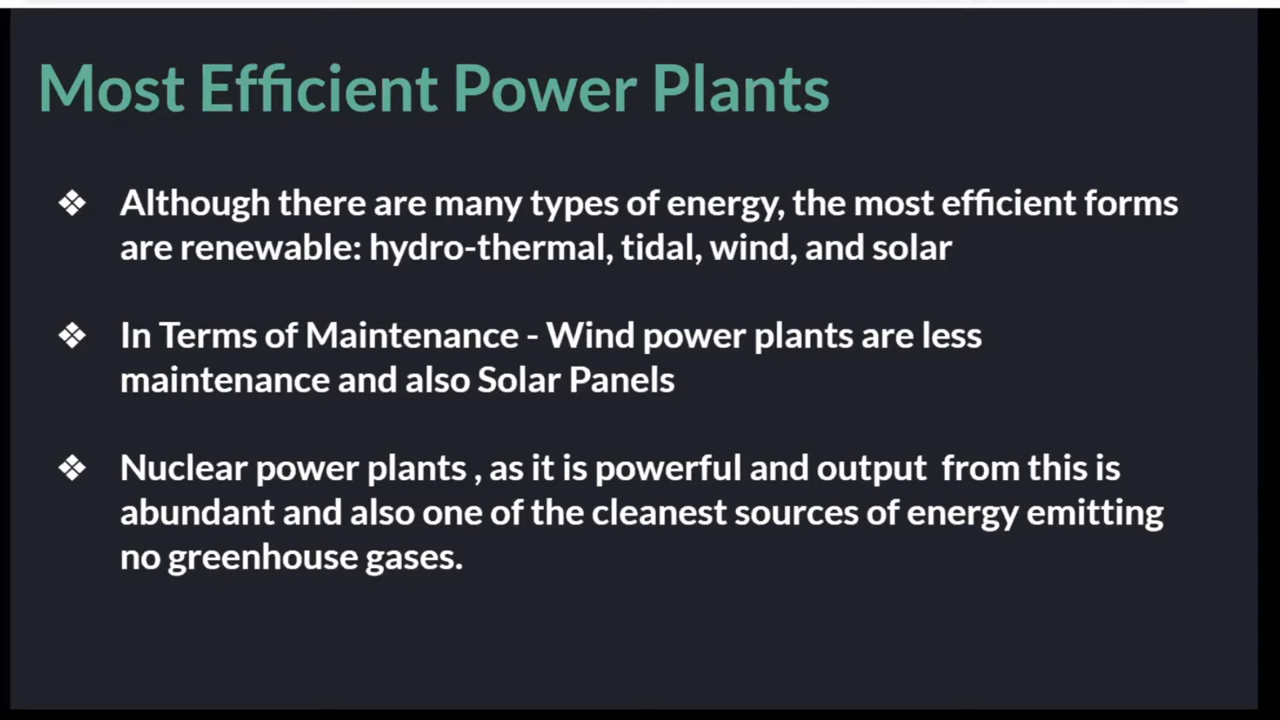 Most Efficient Power Plants
❖ Although there are many types of energy, the most efficient forms
are renewable: hydro-thermal, tidal, wind, and solar
❖ In Terms of Maintenance - Wind power plants are less
maintenance and also Solar Panels
❖ Nuclear power plants , as it is powerful and output  from this is
abundant and also one of the cleanest sources of energy emitting
no greenhouse gases.